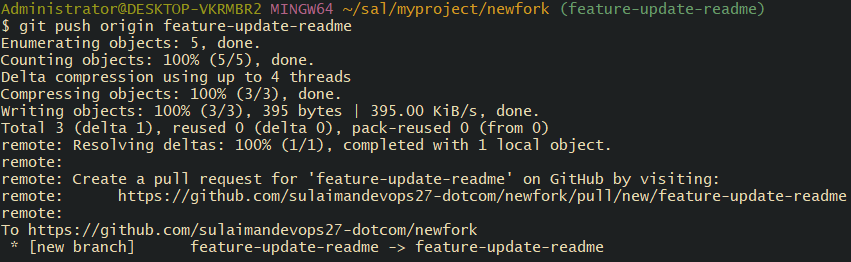 Administrator@DESKTOP-VKRMBR2 MINGW64 ~/sal/myproject/newfork (feature-update-readme)
$ git push origin feature-update-readme
Enumerating objects: 5, done.
Counting objects: 100% (5/5), done.
Delta compression using up to 4 threads
Compressing objects: 100% (3/3), done.
Writing objects: 100% (3/3), 395 bytes | 395.00 KiB/s, done.
Total 3 (delta 1), reused 0 (delta 0), pack-reused 0 (from 0)
remote: Resolving deltas: 100% (1/1), completed with 1 local object.
remote:
remote: Create a pull request for 'feature-update-readme' on GitHub by visiting:
remote:      https://github.com/sulaimandevops27-dotcom/newfork/pull/new/feature-update-readme
remote:
To https://github.com/sulaimandevops27-dotcom/newfork
 * [new branch]      feature-update-readme -> feature-update-readme